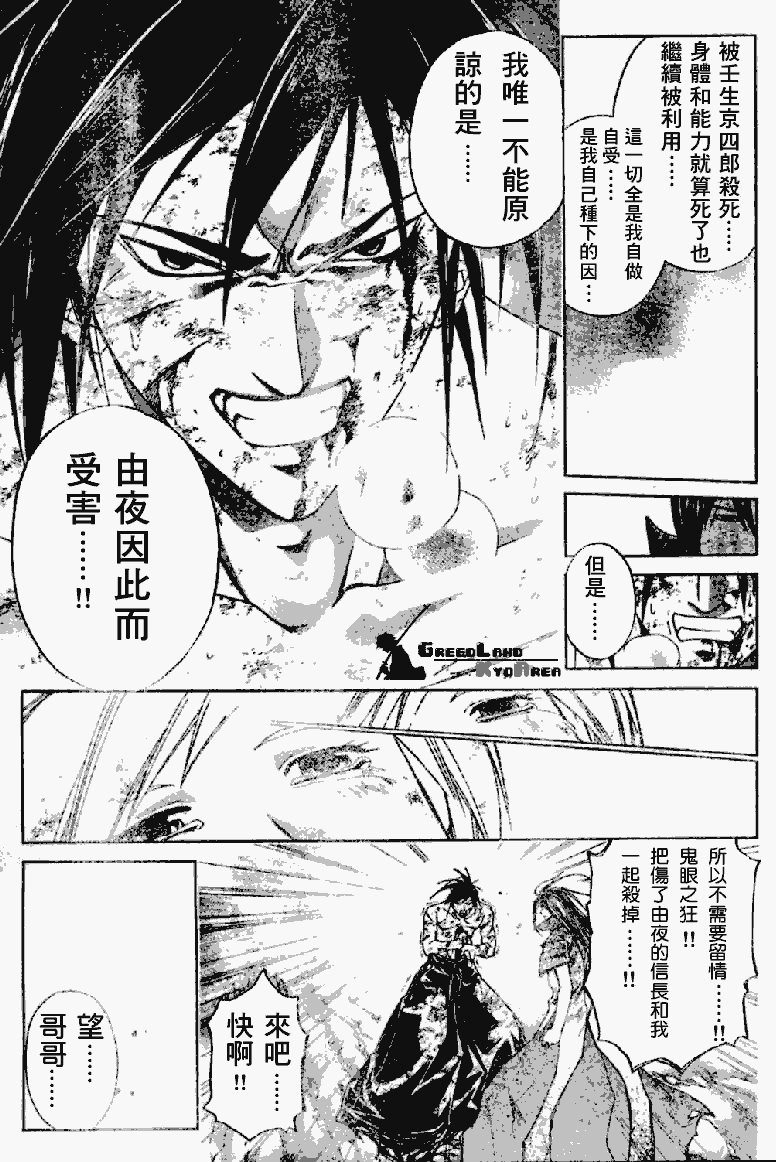 被壬生京四郎殺死……
身體和能力就算死了也
繼續被利用……
這一切全是我自做
自受……
是我自己種下的因…
我唯一不能原
諒的是……
由夜因此而
受害……!!
但是……
GREEDLAND
KYOAREA
所以不需要留情……!!
鬼眼之狂!!
把傷了由夜的信長和我
一起殺掉……!!
來吧……
快啊!!
望……
哥哥……